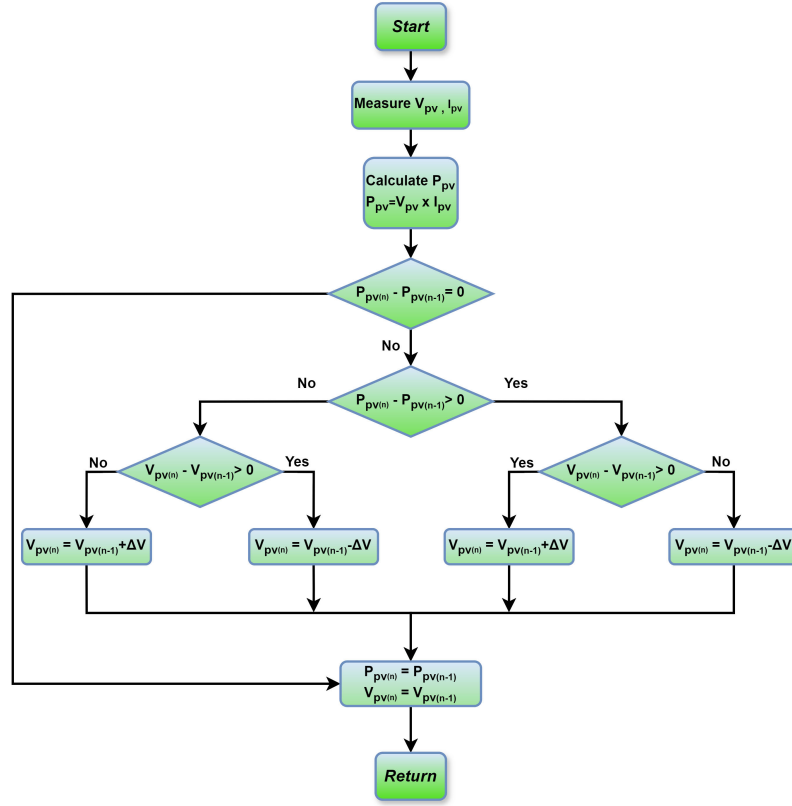 Start
Measure Vpv , Ipv
Calculate Ppv
Ppv=Vpv x Ipv
Ppv(n) - Ppv(n-1)= 0
No
No
Ppv(n) - Ppv(n-1)> 0
Yes
No
Vpv(n) - Vpv(n-1)> 0
Yes
Yes
Vpv(n) - Vpv(n-1)> 0
No
Vpv(n) = Vpv(n-1)+ΔV
Vpv(n) = Vpv(n-1)-ΔV
Vpv(n) = Vpv(n-1)+ΔV
Vpv(n) = Vpv(n-1)-ΔV
Ppv(n) = Ppv(n-1)
Vpv(n) = Vpv(n-1)
Return